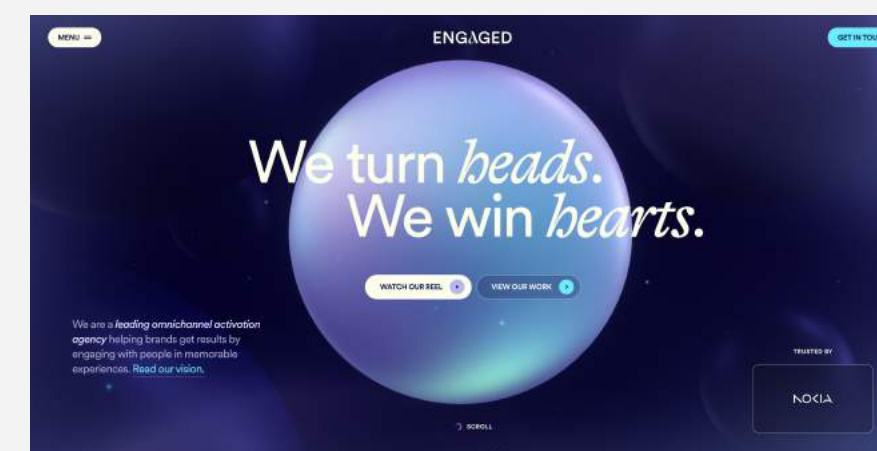 MENU
ENGAGED
GET IN TOU
We turn heads.
We win hearts.
WATCH OUR REEL
VIEW OUR WORK
We are a leading omnichannel activation
agency helping brands get results by
engaging with people in memorable
experiences. Read our vision.
TRUSTED BY
NOKIA
SCROLL